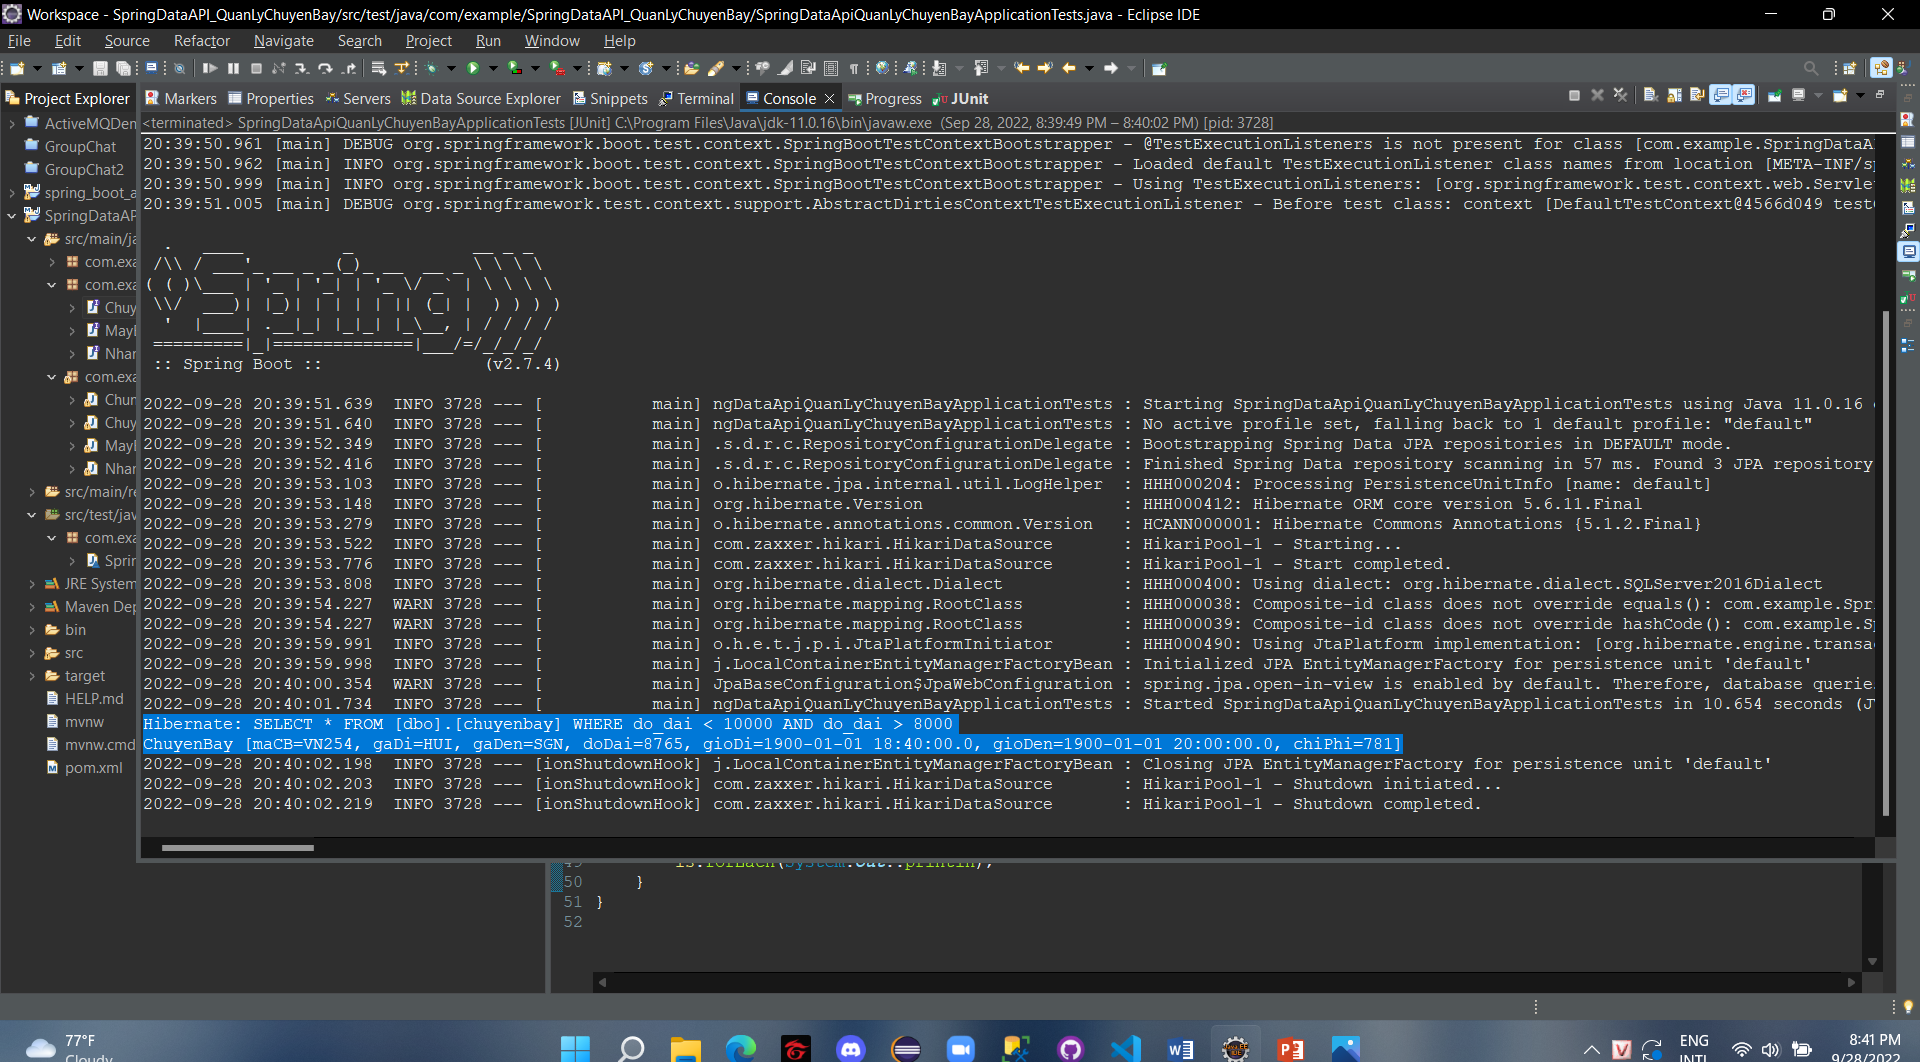 Workspace - SpringDataAPI_QuanLyChuyenBay/src/test/java/com/example/SpringDataAPI_QuanLyChuyenBay/SpringDataApiQuanLyChuyenBayApplicationTests.java - Eclipse IDE
File Edit Source Refactor Navigate Search Project Run Window Help
Project Explorer
Markers Properties Servers Data Source Explorer Snippets Terminal Console Progress JUnit
<terminated> SpringDataApiQuanLyChuyenBayApplicationTests [JUnit] C:\Program Files\Java\jdk-11.0.16\bin\javaw.exe (Sep 28, 2022, 8:39:49 PM – 8:40:02 PM) [pid: 3728]
ActiveMQDen
GroupChat
GroupChat2
spring_boot_a
SpringDataAP
src/main/ja
com.exa
com.exa
Chuy
MayI
Nhar
com.exa
Chun
Chuy
MayI
Nhar
src/main/re
src/test/jav
com.exa
Sprir
JRE System
Maven Dep
bin
src
target
HELP.md
mvnw
mvnw.cmd
pom.xml
20:39:50.961 [main] DEBUG org.springframework.boot.test.context.SpringBootTestContextBootstrapper - @TestExecutionListeners is not present for class [com.example.SpringDataA
20:39:50.962 [main] INFO org.springframework.boot.test.context.SpringBootTestContextBootstrapper - Loaded default TestExecutionListener class names from location [META-INF/s
20:39:50.999 [main] INFO org.springframework.boot.test.context.SpringBootTestContextBootstrapper - Using TestExecutionListeners: [org.springframework.test.context.web.Servle
20:39:51.005 [main] DEBUG org.springframework.test.context.support.AbstractDirtiesContextTestExecutionListener - Before test class: context [DefaultTestContext@4566d049 test
Spring
:: Spring Boot :: (v2.7.4)
2022-09-28 20:39:51.639 INFO 3728 --- [ main] ngDataApiQuanLyChuyenBayApplicationTests : Starting SpringDataApiQuanLyChuyenBayApplicationTests using Java 11.0.16
2022-09-28 20:39:51.640 INFO 3728 --- [ main] ngDataApiQuanLyChuyenBayApplicationTests : No active profile set, falling back to 1 default profile: "default"
2022-09-28 20:39:52.349 INFO 3728 --- [ main] .s.d.r.c.RepositoryConfigurationDelegate : Bootstrapping Spring Data JPA repositories in DEFAULT mode.
2022-09-28 20:39:52.416 INFO 3728 --- [ main] .s.d.r.c.RepositoryConfigurationDelegate : Finished Spring Data repository scanning in 57 ms. Found 3 JPA repository
2022-09-28 20:39:53.103 INFO 3728 --- [ main] o.hibernate.jpa.internal.util.LogHelper : HHH000204: Processing PersistenceUnitInfo [name: default]
2022-09-28 20:39:53.148 INFO 3728 --- [ main] org.hibernate.Version : HHH000412: Hibernate ORM core version 5.6.11.Final
2022-09-28 20:39:53.279 INFO 3728 --- [ main] o.hibernate.annotations.common.Version : HCANN000001: Hibernate Commons Annotations {5.1.2.Final}
2022-09-28 20:39:53.522 INFO 3728 --- [ main] com.zaxxer.hikari.HikariDataSource : HikariPool-1 - Starting...
2022-09-28 20:39:53.776 INFO 3728 --- [ main] com.zaxxer.hikari.HikariDataSource : HikariPool-1 - Start completed.
2022-09-28 20:39:53.808 INFO 3728 --- [ main] org.hibernate.dialect.Dialect : HHH000400: Using dialect: org.hibernate.dialect.SQLServer2016Dialect
2022-09-28 20:39:54.227 WARN 3728 --- [ main] org.hibernate.mapping.RootClass : HHH000038: Composite-id class does not override equals(): com.example.Spr
2022-09-28 20:39:54.227 WARN 3728 --- [ main] org.hibernate.mapping.RootClass : HHH000039: Composite-id class does not override hashCode(): com.example.Sp
2022-09-28 20:39:59.991 INFO 3728 --- [ main] o.h.e.t.j.p.i.JtaPlatformInitiator : HHH000490: Using JtaPlatform implementation: [org.hibernate.engine.transa
2022-09-28 20:39:59.998 INFO 3728 --- [ main] j.LocalContainerEntityManagerFactoryBean : Initialized JPA EntityManagerFactory for persistence unit 'default'
2022-09-28 20:40:00.354 WARN 3728 --- [ main] JpaBaseConfiguration$JpaWebConfiguration : spring.jpa.open-in-view is enabled by default. Therefore, database querie
2022-09-28 20:40:01.734 INFO 3728 --- [ main] ngDataApiQuanLyChuyenBayApplicationTests : Started SpringDataApiQuanLyChuyenBayApplicationTests in 10.654 seconds (J
Hibernate: SELECT * FROM [dbo].[chuyenbay] WHERE do_dai < 10000 AND do_dai > 8000
ChuyenBay [maCB=VN254, gaDi=HUI, gaDen=SGN, doDai=8765, gioDi=1900-01-01 18:40:00.0, gioDen=1900-01-01 20:00:00.0, chiPhi=781]
2022-09-28 20:40:02.198 INFO 3728 --- [ionShutdownHook] j.LocalContainerEntityManagerFactoryBean : Closing JPA EntityManagerFactory for persistence unit 'default'
2022-09-28 20:40:02.203 INFO 3728 --- [ionShutdownHook] com.zaxxer.hikari.HikariDataSource : HikariPool-1 - Shutdown initiated...
2022-09-28 20:40:02.219 INFO 3728 --- [ionShutdownHook] com.zaxxer.hikari.HikariDataSource : HikariPool-1 - Shutdown completed.
50 }
51 }
52
77°F
Cloudy
ENG
INTL
8:41 PM
9/28/2022